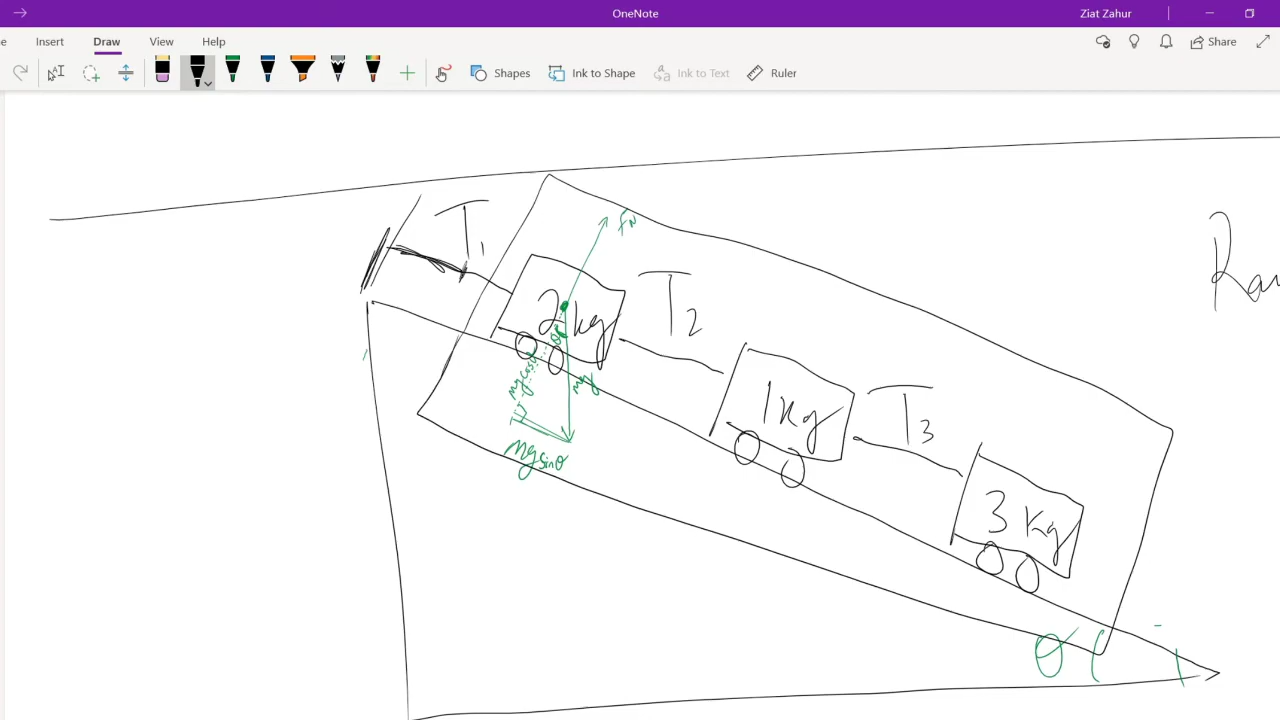 OneNote
Ziat Zahur
Insert
Draw
View
Help
Share
Shapes
Ink to Shape
Ink to Text
Ruler
T1
FN
2kg
T2
θ
mgcosθ
mg
mgsinθ
1kg
T3
3kg
θ